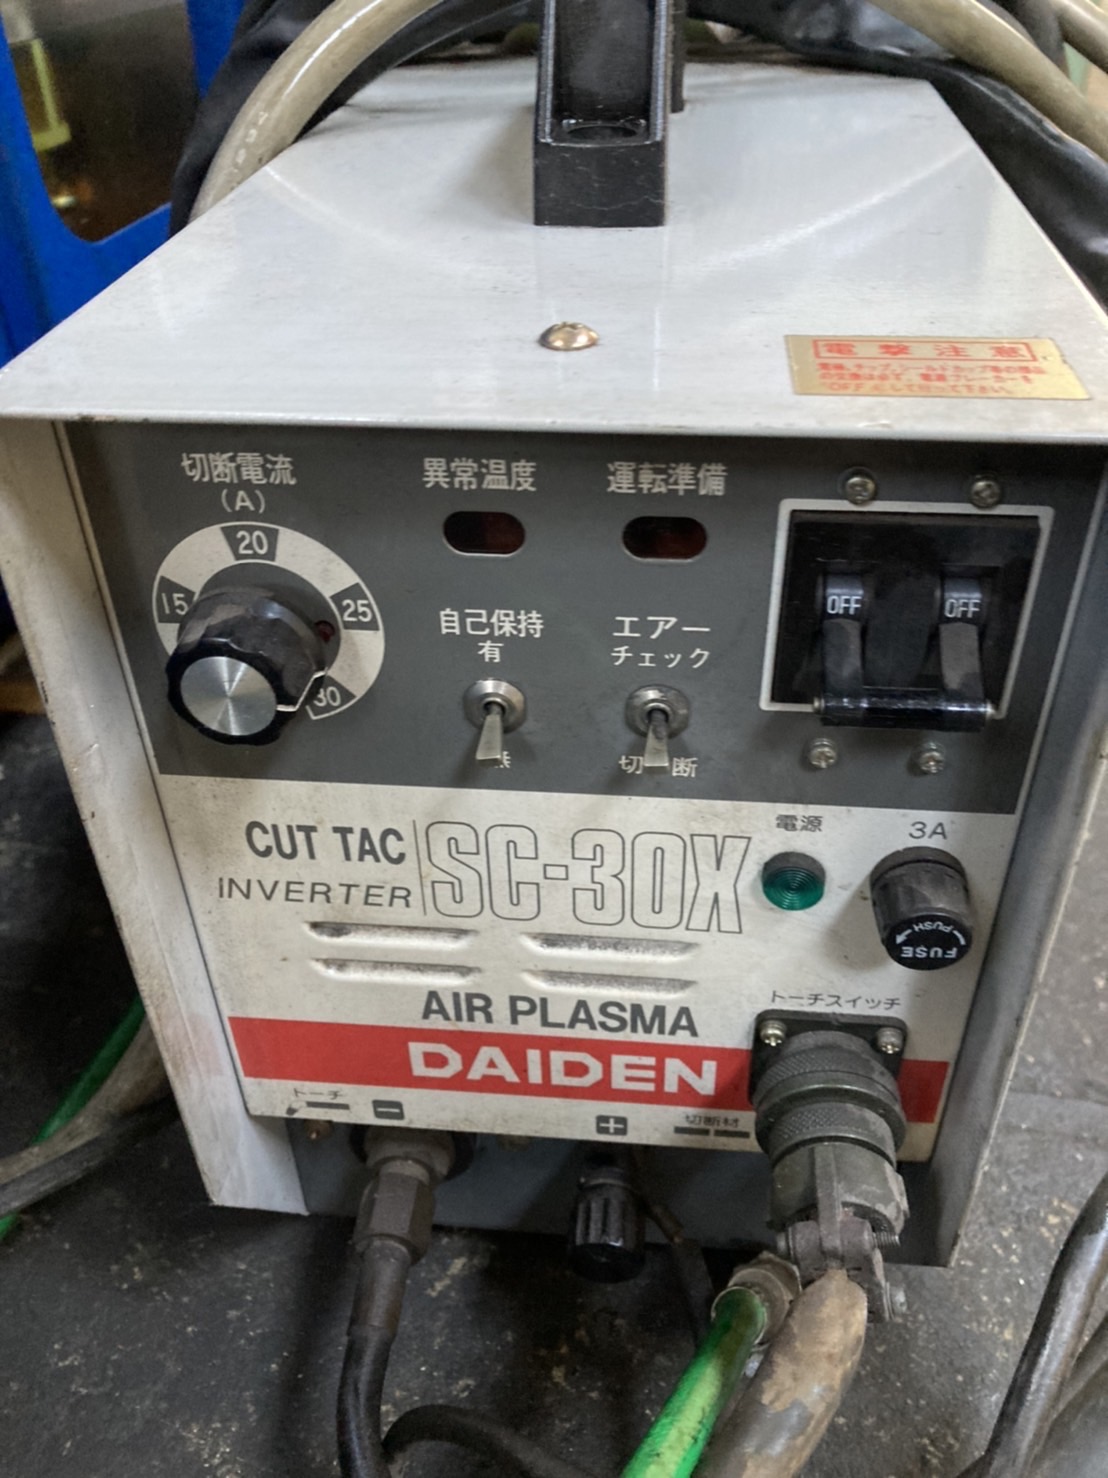 電撃注意
切断電流
(A)
異常温度
運転準備
15
20
25
30
自己保持
有
エアー
チェック
切 断
OFF
OFF
CUT TAC
INVERTER
SC-30X
電源
3A
FUSE
PUSH
AIR PLASMA
トーチスイッチ
DAIDEN
トーチ
−
+
切断材